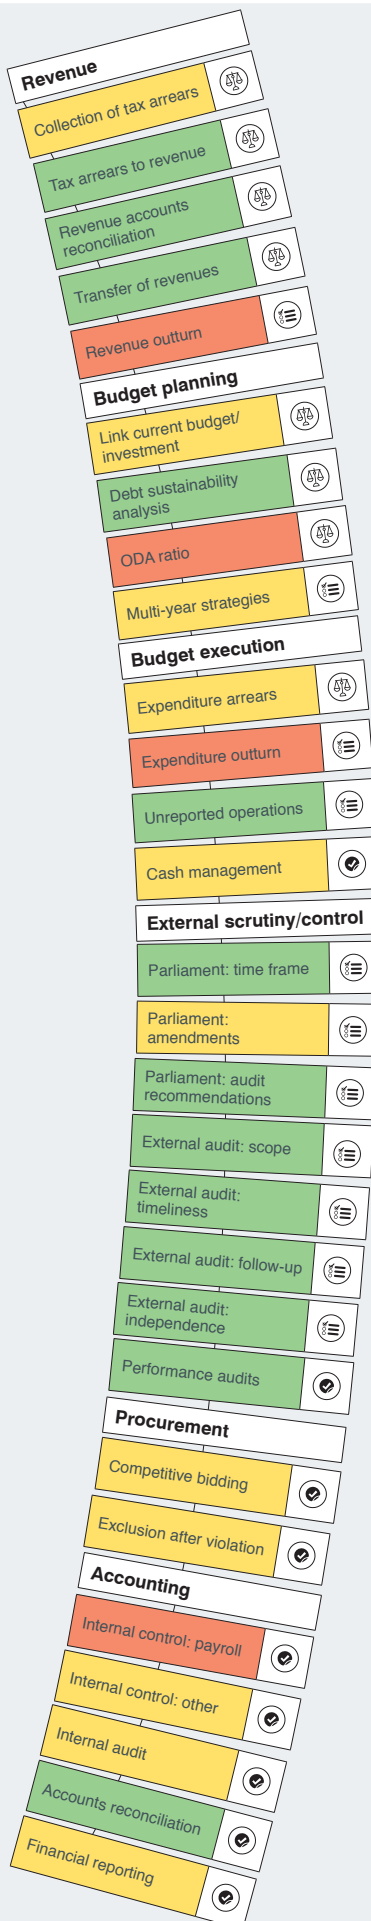 Revenue
Collection of tax arrears
Tax arrears to revenue
Revenue accounts
reconciliation
Transfer of revenues
Revenue outturn
Budget planning
Link current budget/
investment
Debt sustainability
analysis
ODA ratio
Multi-year strategies
Budget execution
Expenditure arrears
Expenditure outturn
Unreported operations
Cash management
External scrutiny/control
Parliament: time frame
Parliament:
amendments
Parliament: audit
recommendations
External audit: scope
External audit:
timeliness
External audit: follow-up
External audit:
independence
Performance audits
Procurement
Competitive bidding
Exclusion after violation
Accounting
Internal control: payroll
Internal control: other
Internal audit
Accounts reconciliation
Financial reporting